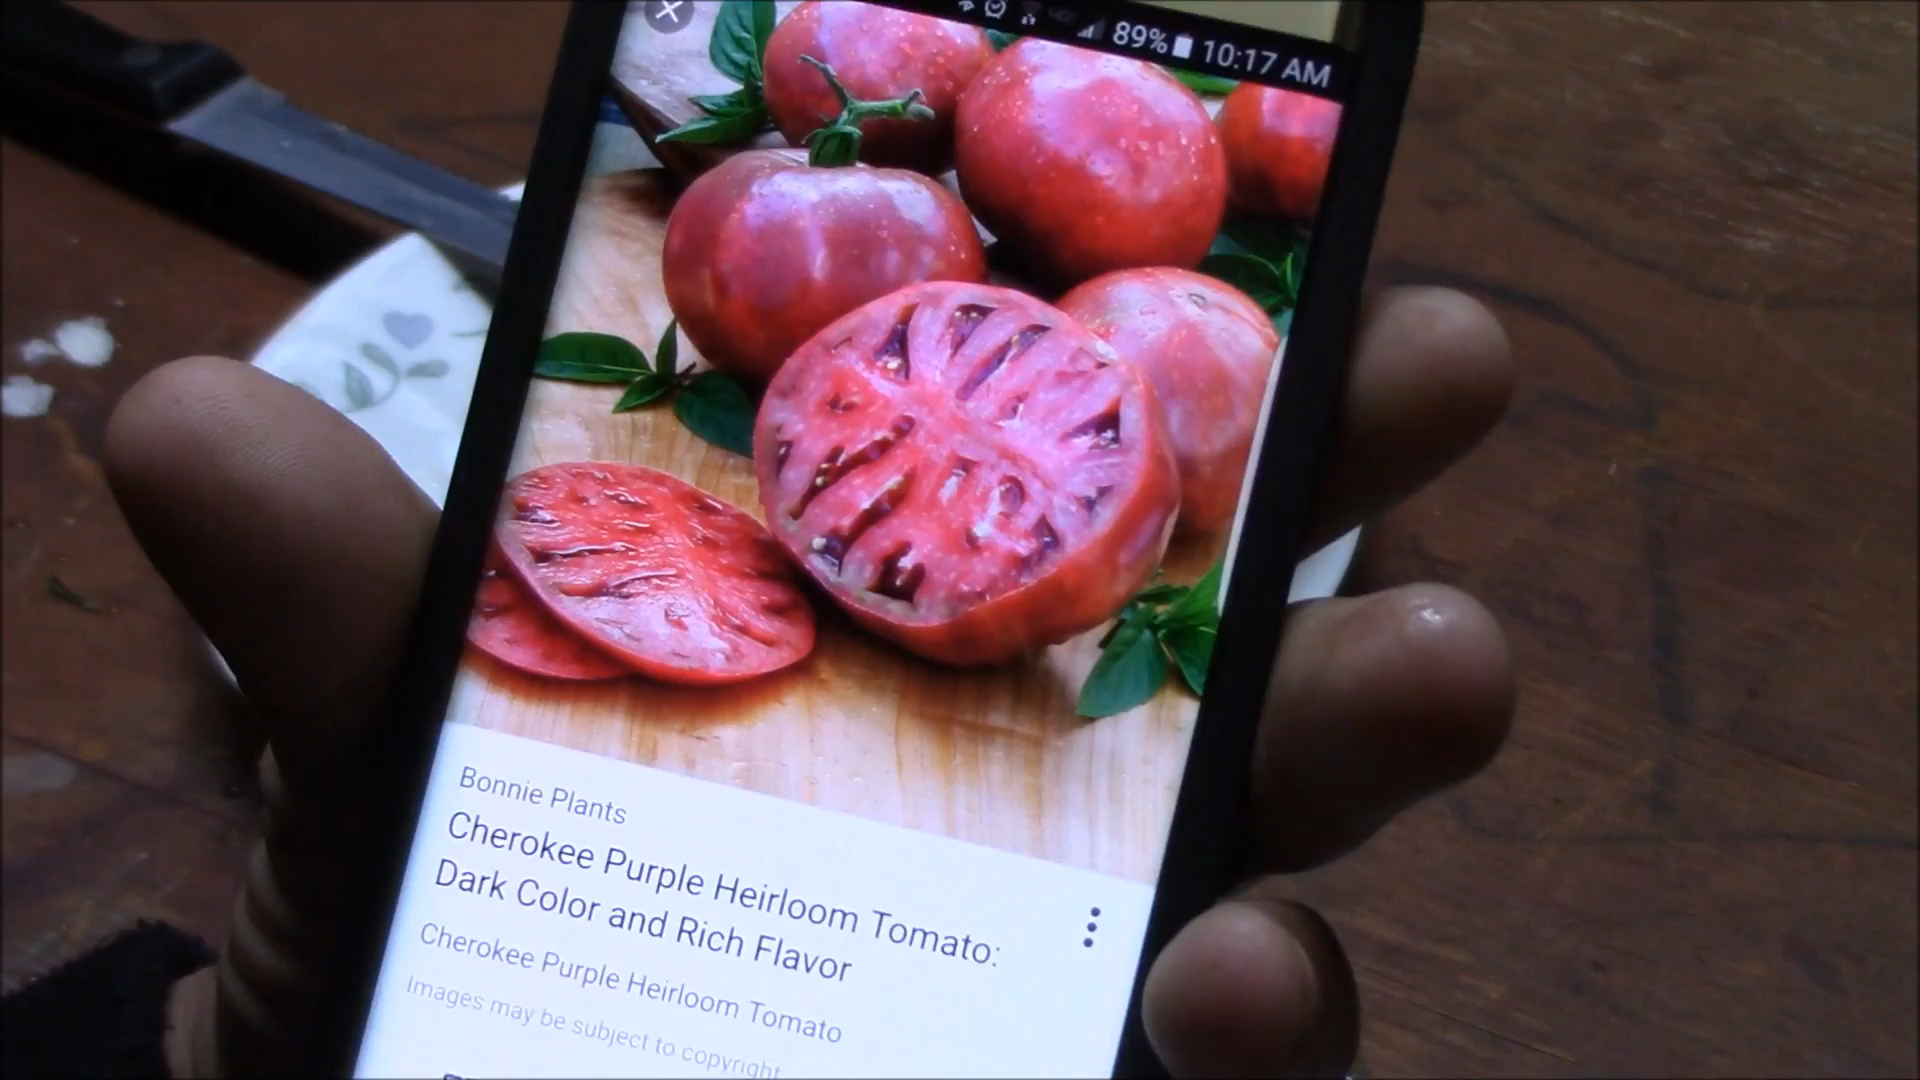 89% 10:17 AM
Bonnie Plants
Cherokee Purple Heirloom Tomato:
Dark Color and Rich Flavor
Cherokee Purple Heirloom Tomato
Images may be subject to copyright